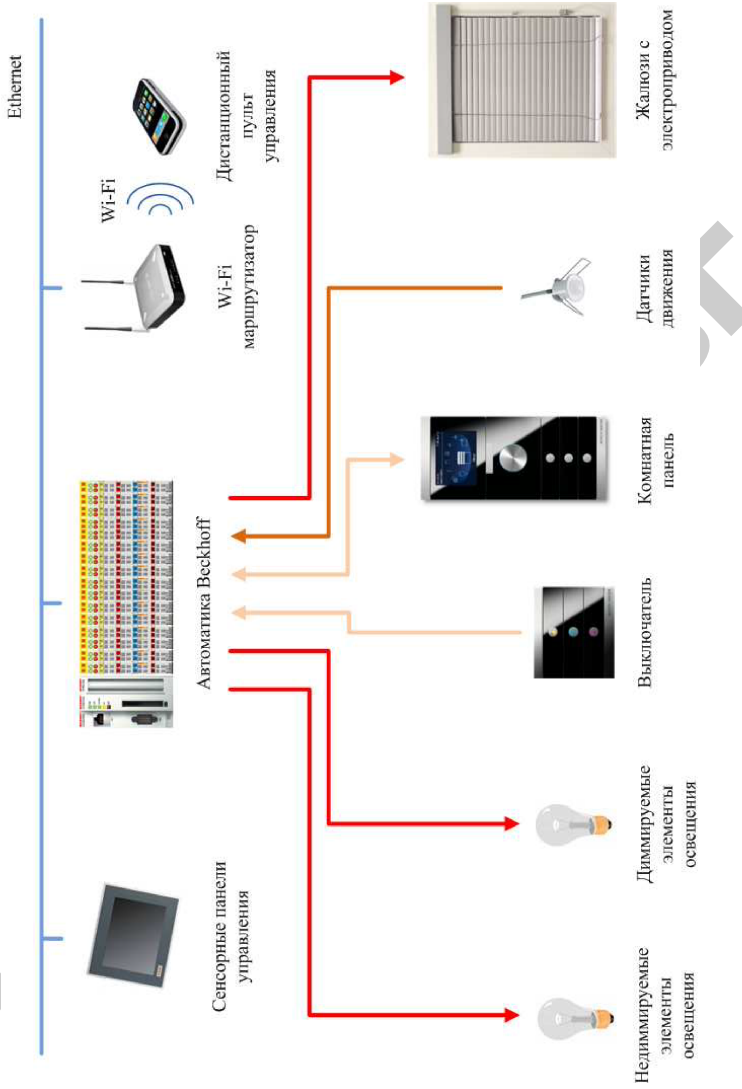 Ethernet
Сенсорные панели
управления
Автоматика Beckhoff
Wi-Fi
маршрутизатор
Wi-Fi
Дистанционный
пульт
управления
Недиммируемые
элементы
освещения
Диммируемые
элементы
освещения
Выключатель
Комнатная
панель
Датчики
движения
Жалюзи с
электроприводом